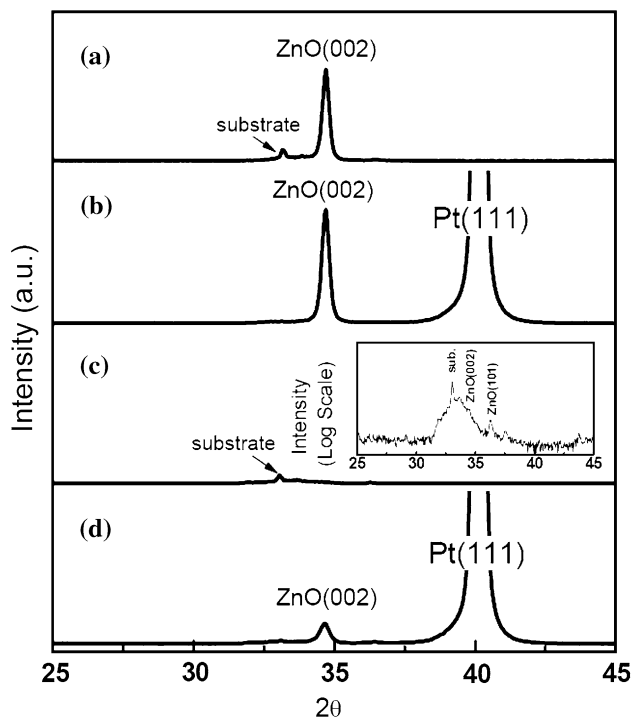 (a)
ZnO(002)
substrate
(b)
ZnO(002)
Pt(111)
(c)
substrate
Intensity
(Log Scale)
sub.
ZnO(002)
ZnO(101)
25 30 35 40 45
(d)
ZnO(002)
Pt(111)
Intensity (a.u.)
25 30 35 40 45
2θ